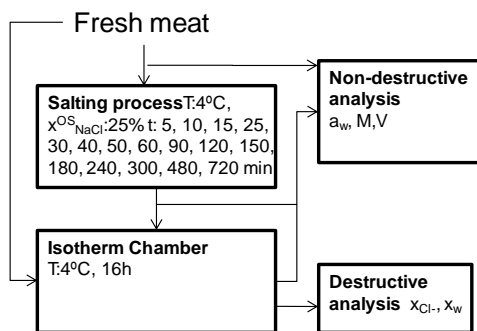 Fresh meat
Salting processT:4ºC,
x^OS_NaCl:25% t: 5, 10, 15, 25,
30, 40, 50, 60, 90, 120, 150,
180, 240, 300, 480, 720 min
Non-destructive
analysis
a_w, M,V
Isotherm Chamber
T:4ºC, 16h
Destructive
analysis x_Cl-, x_w